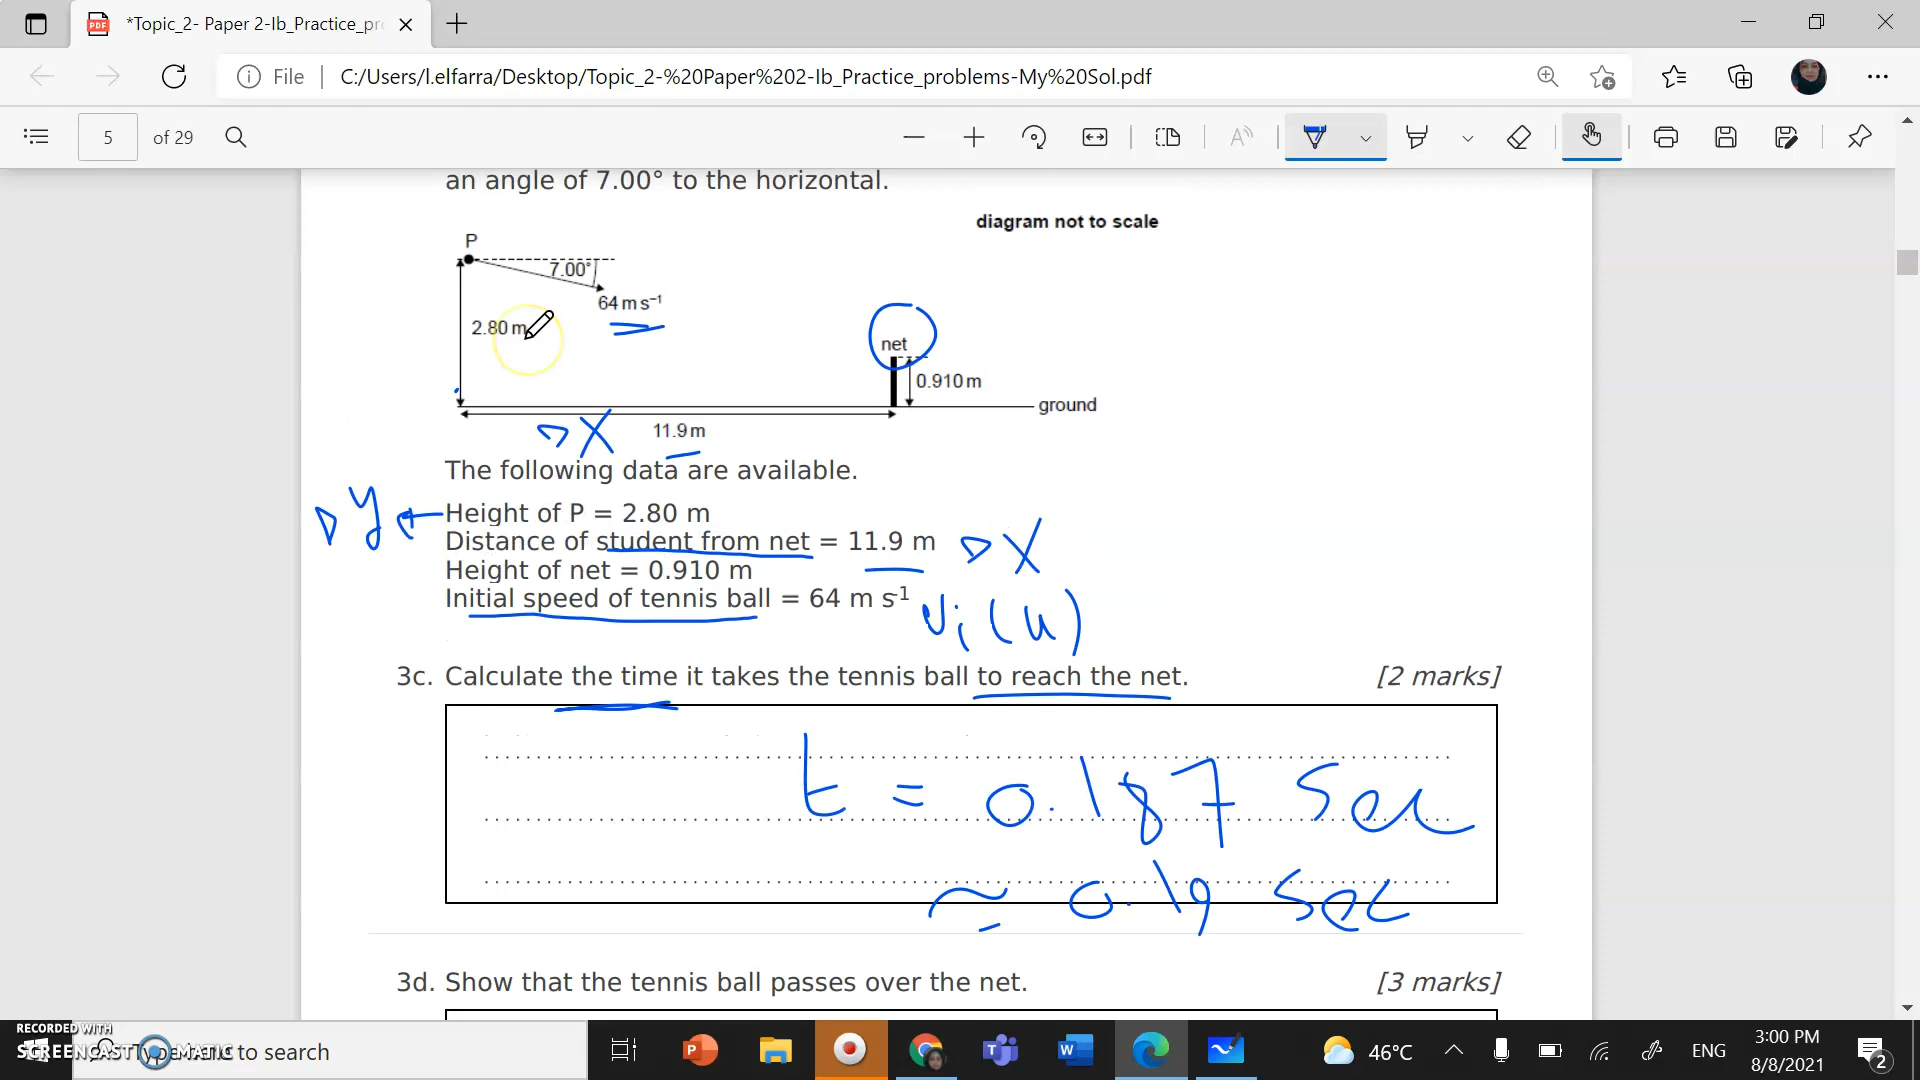 *Topic_2- Paper 2-Ib_Practice_pr
File
C:/Users/l.elfarra/Desktop/Topic_2-%20Paper%202-Ib_Practice_problems-My%20Sol.pdf
5 of 29
an angle of 7.00° to the horizontal.
diagram not to scale
P
7.00°
64 m s⁻¹
2.80 m
net
0.910 m
ground
ΔX
11.9 m
The following data are available.
Δy ← Height of P = 2.80 m
Distance of student from net = 11.9 m ΔX
Height of net = 0.910 m
Initial speed of tennis ball = 64 m s⁻¹ Vi (u)
3c. Calculate the time it takes the tennis ball to reach the net. [2 marks]
t = 0.187 Sec
≃ 0.19 Sec
3d. Show that the tennis ball passes over the net. [3 marks]
RECORDED WITH
SCREENCAST MATIC
Type here to search
46°C
ENG
3:00 PM
8/8/2021
2